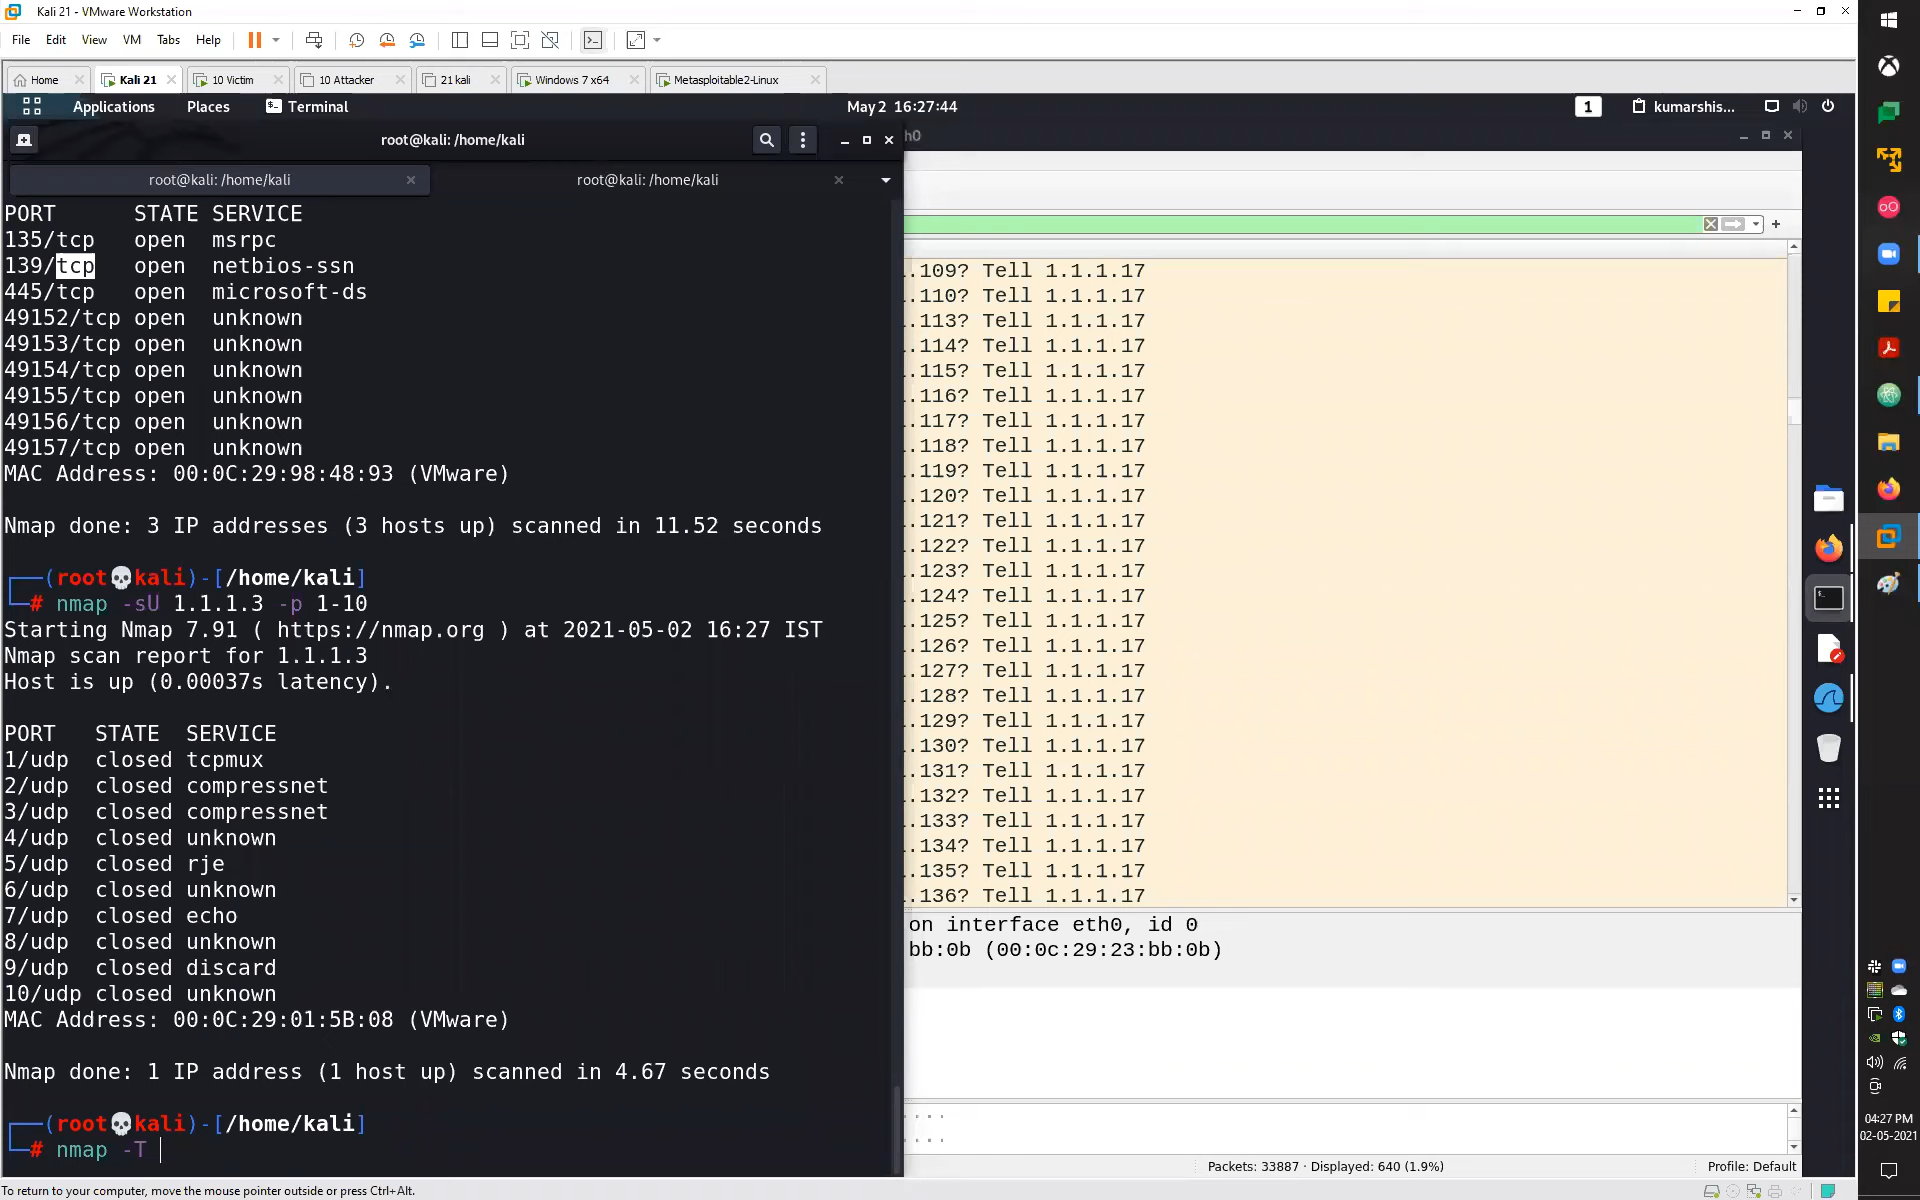 Kali 21 - VMware Workstation
File Edit View VM Tabs Help
Home Kali 21 10 Victim 10 Attacker 21 kali Windows 7 x64 Metasploitable2-Linux
Applications Places Terminal May 2 16:27:44 1 kumarshis...
root@kali: /home/kali
h0
root@kali: /home/kali root@kali: /home/kali
PORT STATE SERVICE
135/tcp open msrpc
139/tcp open netbios-ssn
445/tcp open microsoft-ds
49152/tcp open unknown
49153/tcp open unknown
49154/tcp open unknown
49155/tcp open unknown
49156/tcp open unknown
49157/tcp open unknown
MAC Address: 00:0C:29:98:48:93 (VMware)
Nmap done: 3 IP addresses (3 hosts up) scanned in 11.52 seconds
(root💀kali)-[/home/kali]
# nmap -sU 1.1.1.3 -p 1-10
Starting Nmap 7.91 ( https://nmap.org ) at 2021-05-02 16:27 IST
Nmap scan report for 1.1.1.3
Host is up (0.00037s latency).
PORT STATE SERVICE
1/udp closed tcpmux
2/udp closed compressnet
3/udp closed compressnet
4/udp closed unknown
5/udp closed rje
6/udp closed unknown
7/udp closed echo
8/udp closed unknown
9/udp closed discard
10/udp closed unknown
MAC Address: 00:0C:29:01:5B:08 (VMware)
Nmap done: 1 IP address (1 host up) scanned in 4.67 seconds
(root💀kali)-[/home/kali]
# nmap -T
.109? Tell 1.1.1.17
.110? Tell 1.1.1.17
.113? Tell 1.1.1.17
.114? Tell 1.1.1.17
.115? Tell 1.1.1.17
.116? Tell 1.1.1.17
.117? Tell 1.1.1.17
.118? Tell 1.1.1.17
.119? Tell 1.1.1.17
.120? Tell 1.1.1.17
.121? Tell 1.1.1.17
.122? Tell 1.1.1.17
.123? Tell 1.1.1.17
.124? Tell 1.1.1.17
.125? Tell 1.1.1.17
.126? Tell 1.1.1.17
.127? Tell 1.1.1.17
.128? Tell 1.1.1.17
.129? Tell 1.1.1.17
.130? Tell 1.1.1.17
.131? Tell 1.1.1.17
.132? Tell 1.1.1.17
.133? Tell 1.1.1.17
.134? Tell 1.1.1.17
.135? Tell 1.1.1.17
.136? Tell 1.1.1.17
on interface eth0, id 0
bb:0b (00:0c:29:23:bb:0b)
....
....
Packets: 33887 · Displayed: 640 (1.9%) Profile: Default
To return to your computer, move the mouse pointer outside or press Ctrl+Alt.
04:27 PM
02-05-2021